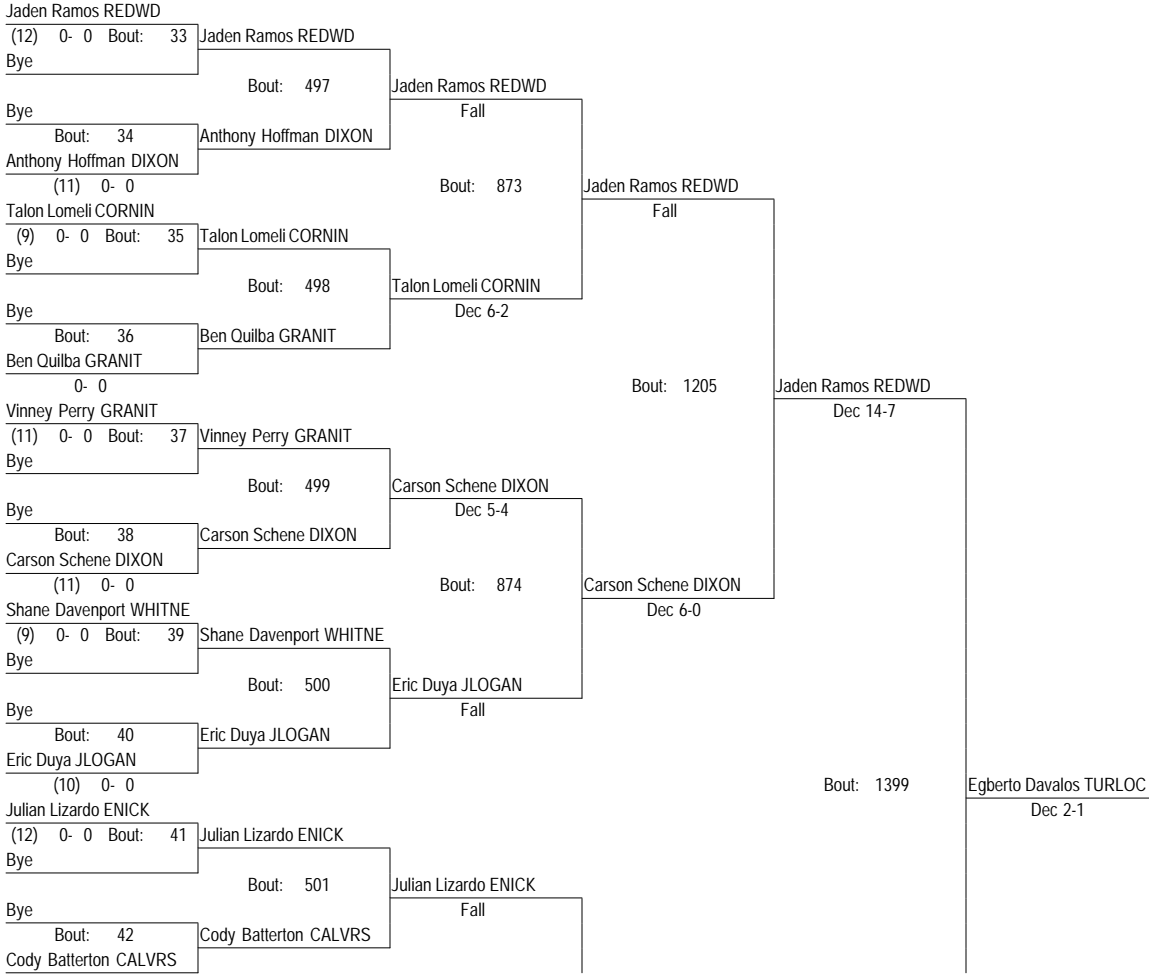 Jaden Ramos REDWD
(12) 0- 0 Bout: 33 Jaden Ramos REDWD
Bye
Bout: 497 Jaden Ramos REDWD
Bye Fall
Bout: 34 Anthony Hoffman DIXON
Anthony Hoffman DIXON
(11) 0- 0 Bout: 873 Jaden Ramos REDWD
Talon Lomeli CORNIN Fall
(9) 0- 0 Bout: 35 Talon Lomeli CORNIN
Bye
Bout: 498 Talon Lomeli CORNIN
Bye Dec 6-2
Bout: 36 Ben Quilba GRANIT
Ben Quilba GRANIT
0- 0 Bout: 1205 Jaden Ramos REDWD
Vinney Perry GRANIT Dec 14-7
(11) 0- 0 Bout: 37 Vinney Perry GRANIT
Bye
Bout: 499 Carson Schene DIXON
Bye Dec 5-4
Bout: 38 Carson Schene DIXON
Carson Schene DIXON
(11) 0- 0 Bout: 874 Carson Schene DIXON
Shane Davenport WHITNE Dec 6-0
(9) 0- 0 Bout: 39 Shane Davenport WHITNE
Bye
Bout: 500 Eric Duya JLOGAN
Bye Fall
Bout: 40 Eric Duya JLOGAN
Eric Duya JLOGAN
(10) 0- 0 Bout: 1399 Egberto Davalos TURLOC
Julian Lizardo ENICK Dec 2-1
(12) 0- 0 Bout: 41 Julian Lizardo ENICK
Bye
Bout: 501 Julian Lizardo ENICK
Bye Fall
Bout: 42 Cody Batterton CALVRS
Cody Batterton CALVRS